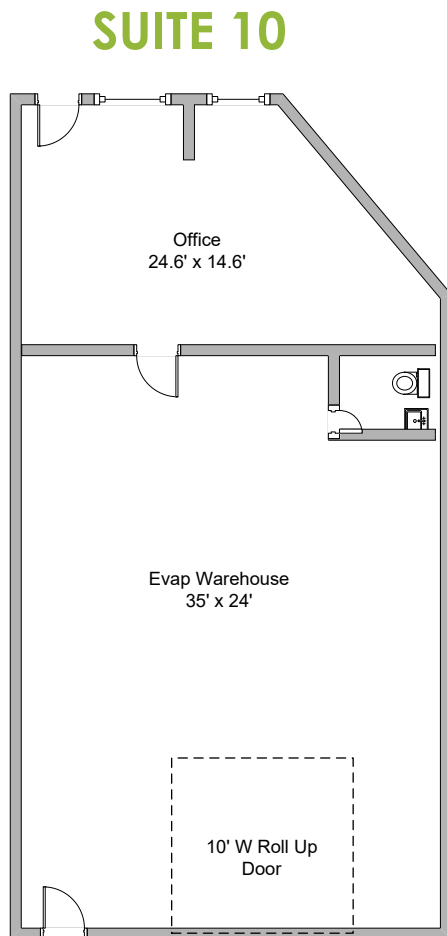 SUITE 10
Office
24.6' x 14.6'
Evap Warehouse
35' x 24'
10' W Roll Up
Door